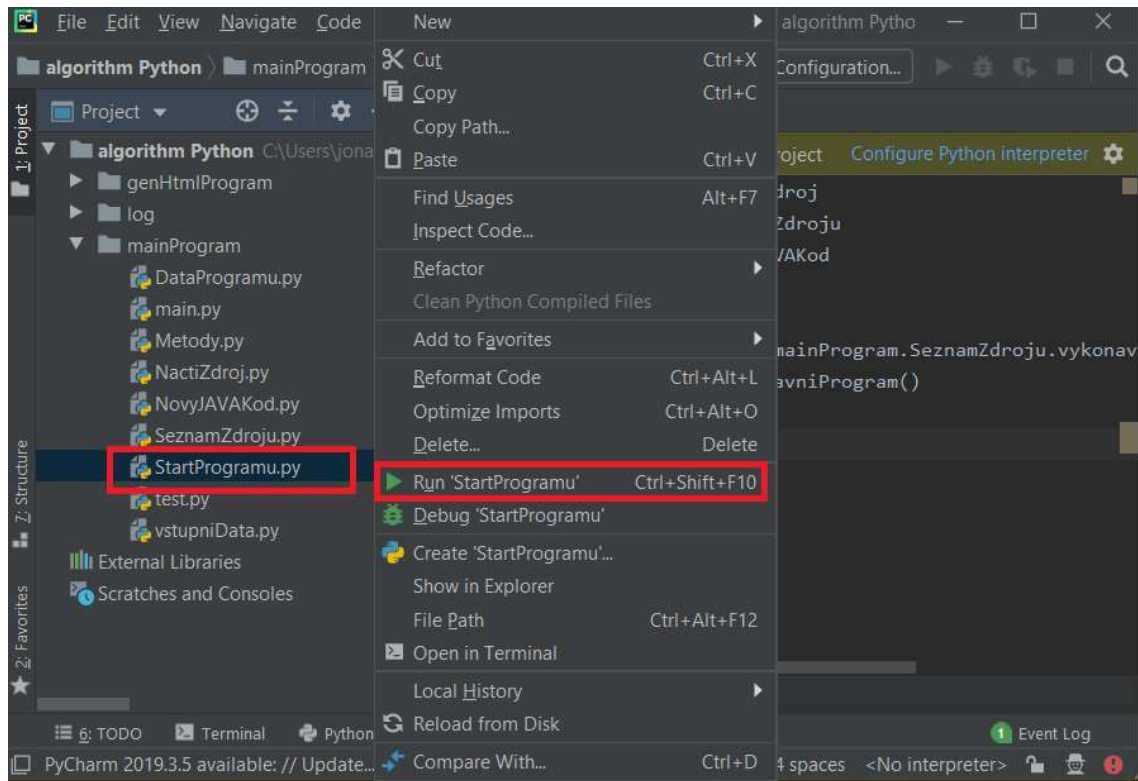 PC File Edit View Navigate Code algorithm Pytho
algorithm Python mainProgram Configuration...
1: Project
Project
algorithm Python C:\Users\jona
genHtmlProgram
log
mainProgram
DataProgramu.py
main.py
Metody.py
NactiZdroj.py
NovyJAVAKod.py
SeznamZdroju.py
StartProgramu.py
test.py
vstupniData.py
External Libraries
Scratches and Consoles
7: Structure
2: Favorites
New
Cut Ctrl+X
Copy Ctrl+C
Copy Path...
Paste Ctrl+V
Find Usages Alt+F7
Inspect Code...
Refactor
Clean Python Compiled Files
Add to Favorites
Reformat Code Ctrl+Alt+L
Optimize Imports Ctrl+Alt+O
Delete... Delete
Run 'StartProgramu' Ctrl+Shift+F10
Debug 'StartProgramu'
Create 'StartProgramu'...
Show in Explorer
File Path Ctrl+Alt+F12
Open in Terminal
Local History
Reload from Disk
Compare With... Ctrl+D
roject Configure Python interpreter
droj
Zdroju
VAKod
mainProgram.SeznamZdroju.vykonav
avniProgram()
6: TODO Terminal Python 1 Event Log
PyCharm 2019.3.5 available: // Update... 4 spaces <No interpreter>